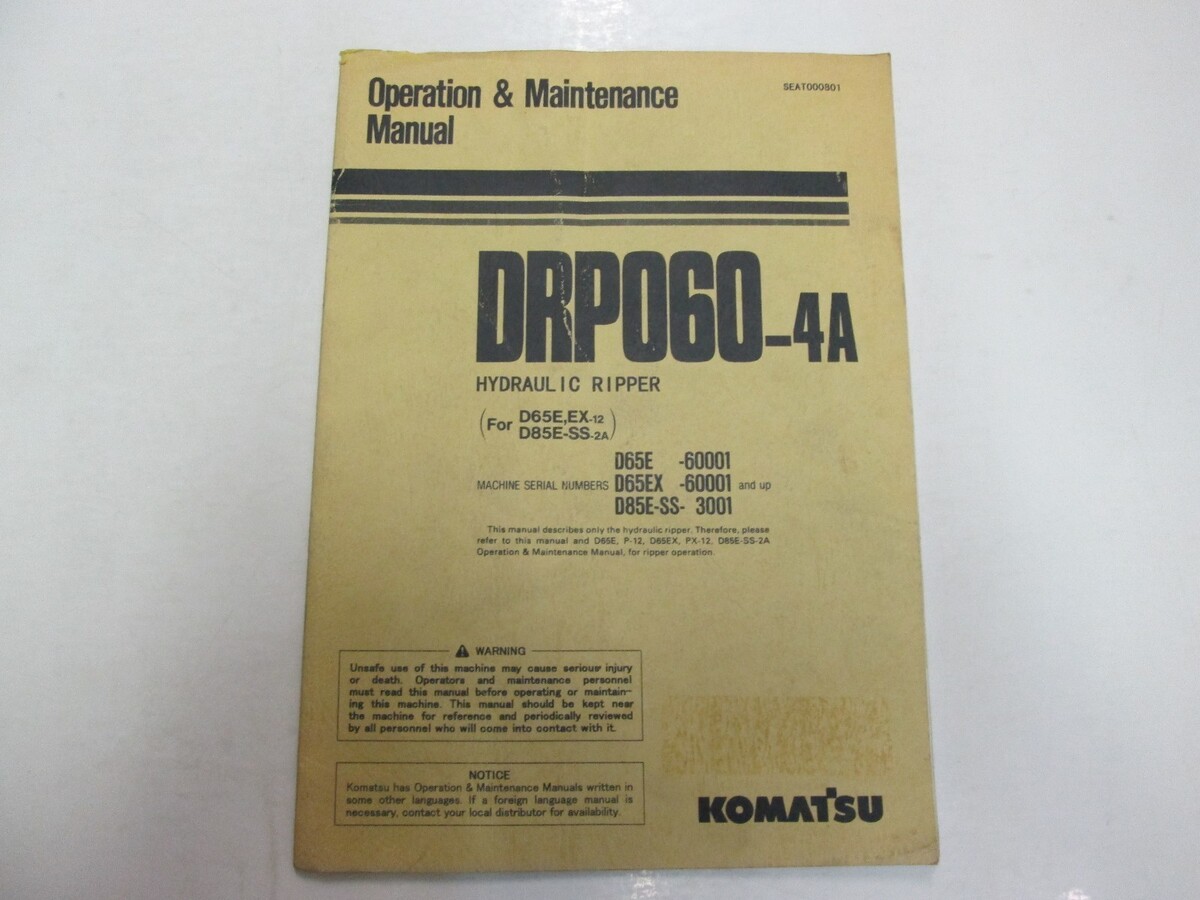 Operation & Maintenance
Manual
SEAT000801
DRP060-4A
HYDRAULIC RIPPER
(For D65E,EX-12
D85E-SS-2A)
D65E -60001
MACHINE SERIAL NUMBERS D65EX -60001 and up
D85E-SS- 3001
This manual describes only the hydraulic ripper. Therefore, please
refer to this manual and D65E, P-12, D65EX, PX-12, D85E-SS-2A
Operation & Maintenance Manual, for ripper operation.
WARNING
Unsafe use of this machine may cause serious injury
or death. Operators and maintenance personnel
must read this manual before operating or maintain-
ing this machine. This manual should be kept near
the machine for reference and periodically reviewed
by all personnel who will come into contact with it.
NOTICE
Komatsu has Operation & Maintenance Manuals written in
some other languages. If a foreign language manual is
necessary, contact your local distributor for availability.
KOMATSU